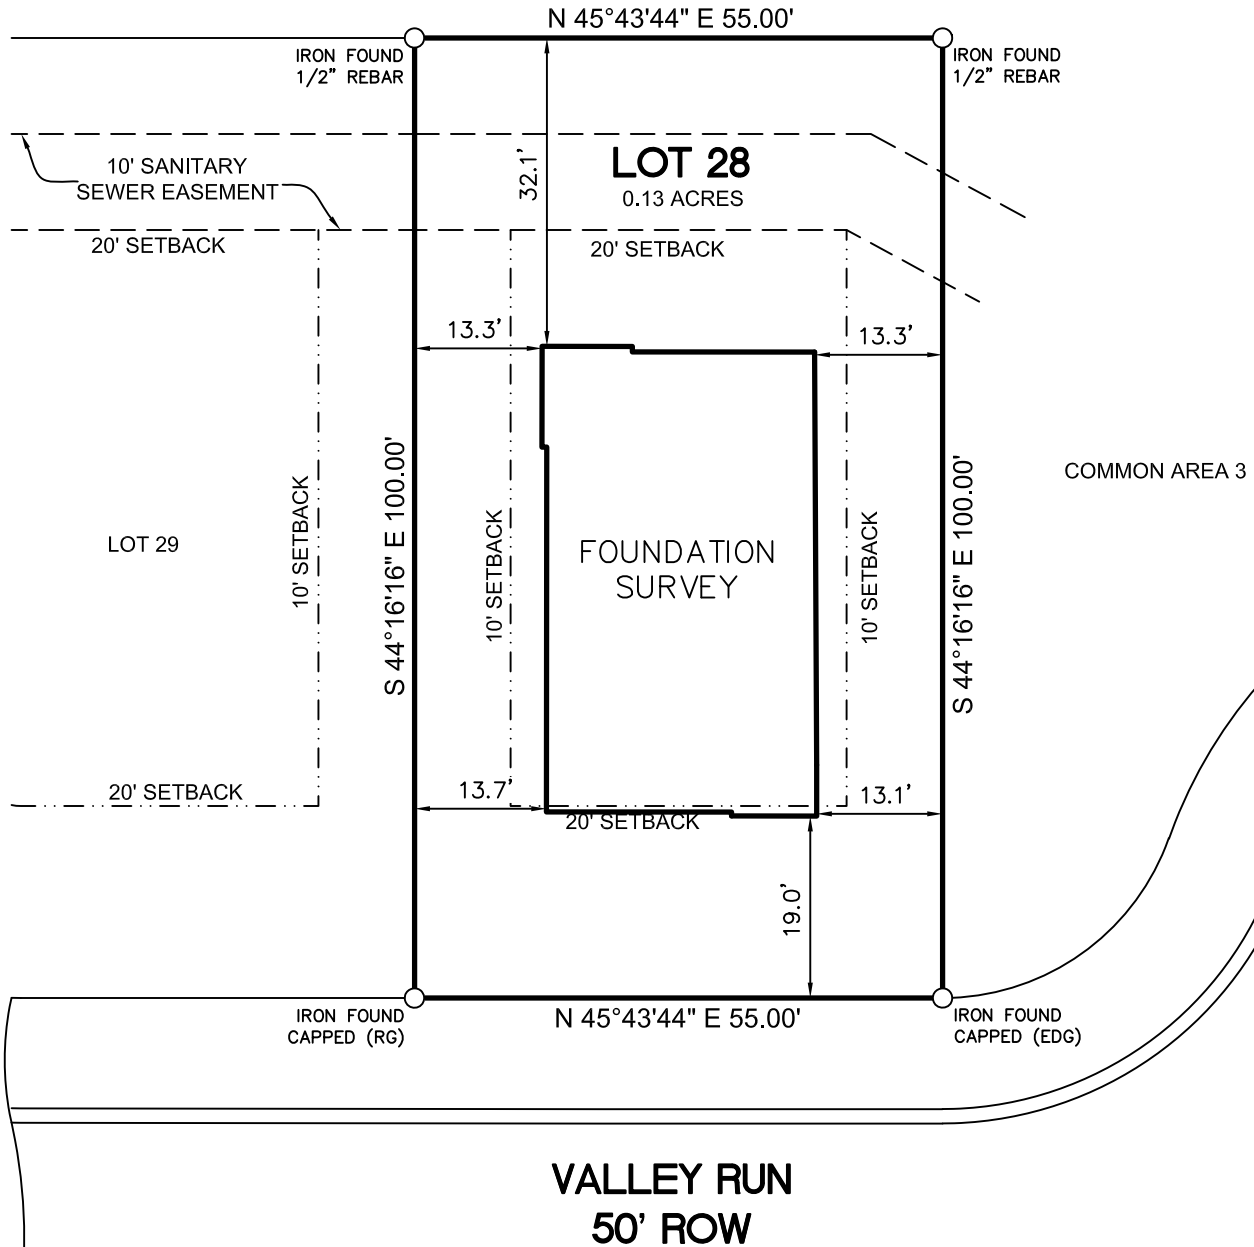 N 45°43'44" E 55.00'
IRON FOUND
1/2" REBAR
IRON FOUND
1/2" REBAR
10' SANITARY
SEWER EASEMENT
32.1'
LOT 28
0.13 ACRES
20' SETBACK
20' SETBACK
13.3'
13.3'
S 44°16'16" E 100.00'
S 44°16'16" E 100.00'
COMMON AREA 3
LOT 29
10' SETBACK
10' SETBACK
FOUNDATION
SURVEY
10' SETBACK
20' SETBACK
13.7'
13.1'
20' SETBACK
19.0'
IRON FOUND
CAPPED (RG)
N 45°43'44" E 55.00'
IRON FOUND
CAPPED (EDG)
VALLEY RUN
50' ROW